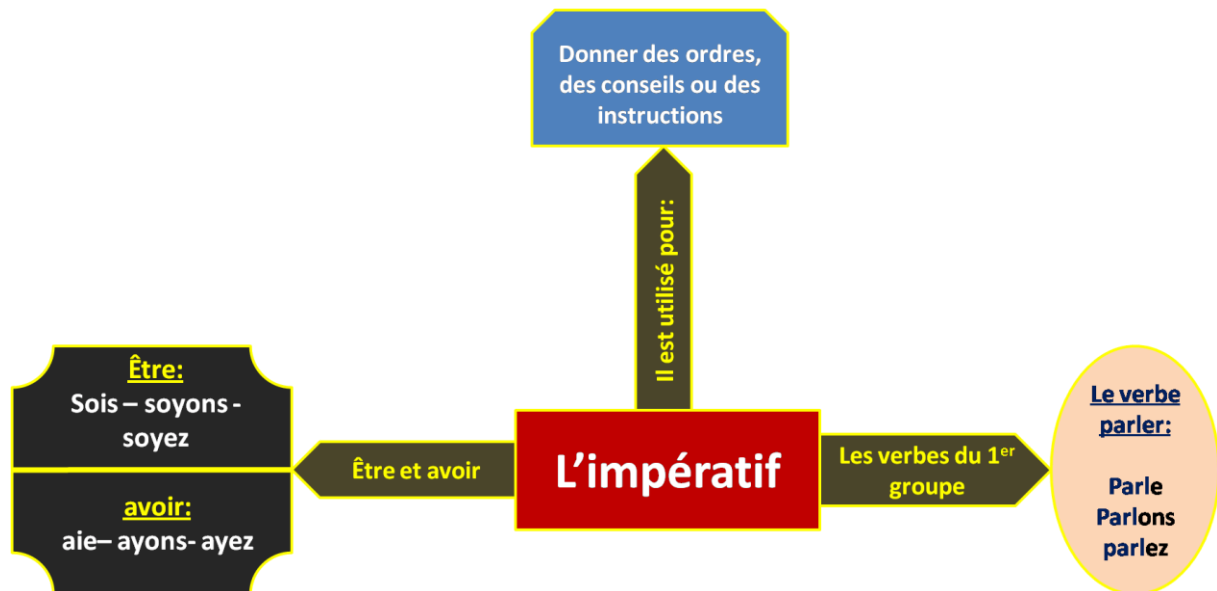 Donner des ordres,
des conseils ou des
instructions
Il est utilisé pour:
Être:
Sois – soyons -
soyez
avoir:
aie– ayons- ayez
Être et avoir
L’impératif
Les verbes du 1er
groupe
Le verbe
parler:
Parle
Parlons
parlez